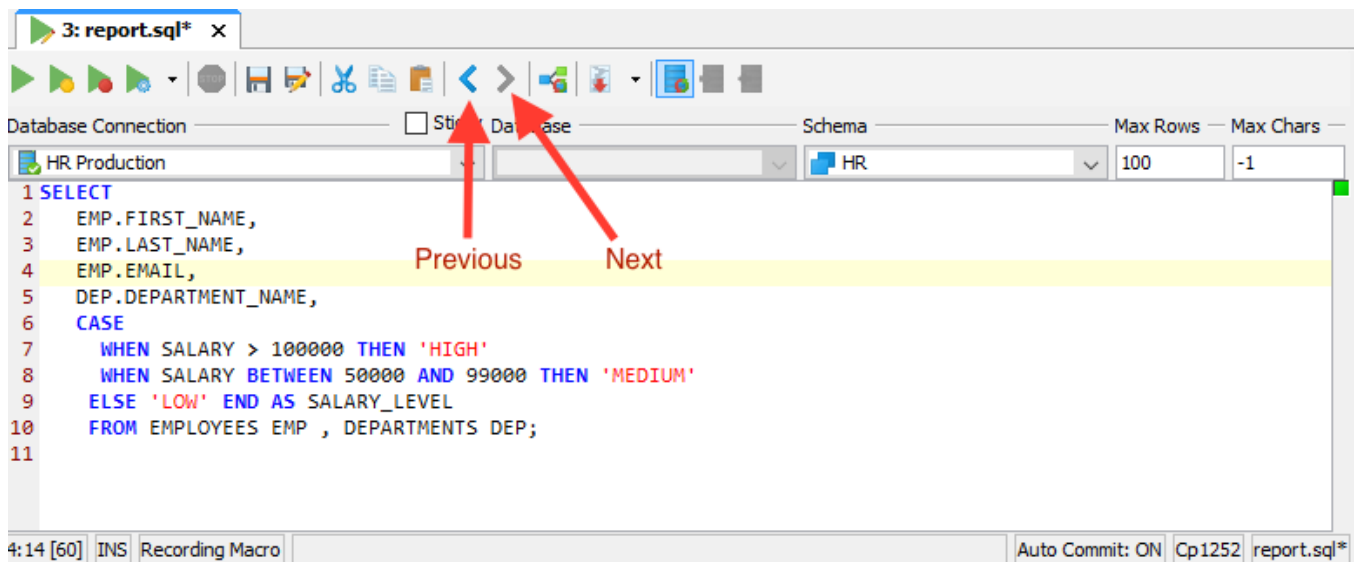 3: report.sql* x
STOP
Database Connection Database Schema Max Rows Max Chars
HR Production HR 100 -1
1 SELECT
2 EMP.FIRST_NAME,
3 EMP.LAST_NAME,
Previous Next
4 EMP.EMAIL,
5 DEP.DEPARTMENT_NAME,
6 CASE
7 WHEN SALARY > 100000 THEN 'HIGH'
8 WHEN SALARY BETWEEN 50000 AND 99000 THEN 'MEDIUM'
9 ELSE 'LOW' END AS SALARY_LEVEL
10 FROM EMPLOYEES EMP , DEPARTMENTS DEP;
11
4:14 [60] INS Recording Macro Auto Commit: ON Cp1252 report.sql*